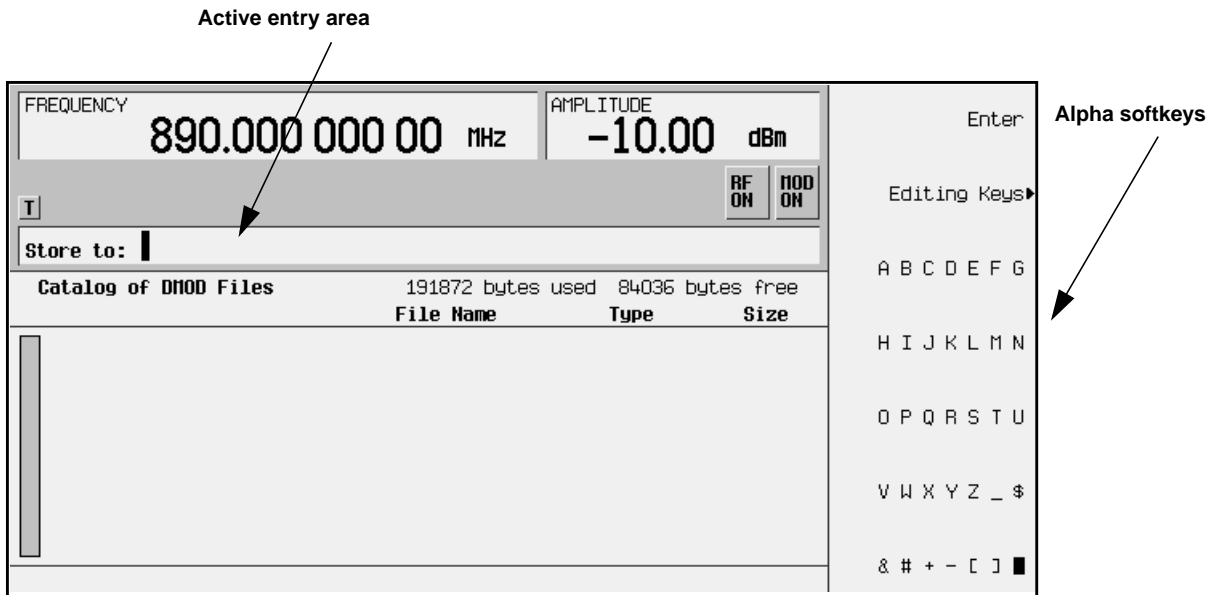 Active entry area
FREQUENCY
890.000 000 00 MHz
AMPLITUDE
-10.00 dBm
RF ON
MOD ON
T
Store to:
Catalog of DMOD Files 191872 bytes used 84036 bytes free
File Name Type Size
Enter
Editing Keys
A B C D E F G
H I J K L M N
O P Q R S T U
V W X Y Z _ $
& # + - [ ]
Alpha softkeys